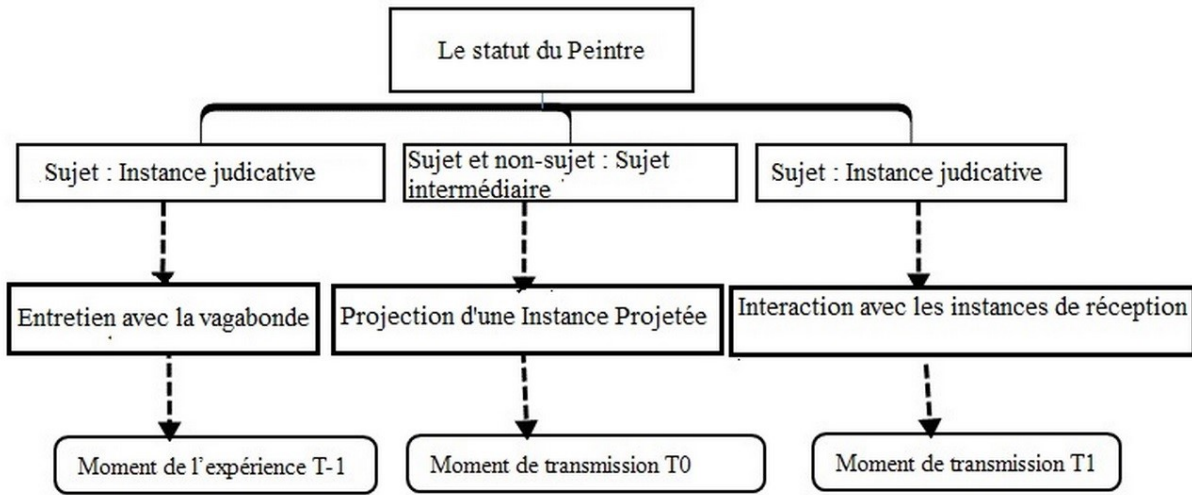 Le statut du Peintre
Sujet : Instance judicative
Sujet et non-sujet : Sujet
intermédiaire
Sujet : Instance judicative
Entretien avec la vagabonde
Projection d'une Instance Projetée
Interaction avec les instances de réception
Moment de l'expérience T-1
Moment de transmission T0
Moment de transmission T1